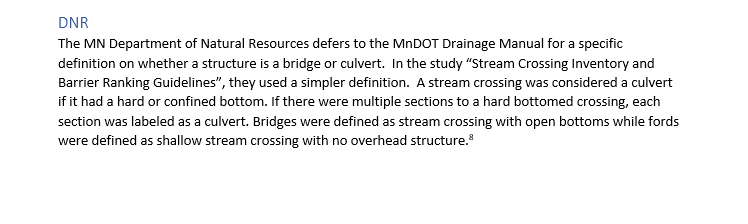 DNR
The MN Department of Natural Resources defers to the MnDOT Drainage Manual for a specific
definition on whether a structure is a bridge or culvert.  In the study “Stream Crossing Inventory and
Barrier Ranking Guidelines”, they used a simpler definition.  A stream crossing was considered a culvert
if it had a hard or confined bottom. If there were multiple sections to a hard bottomed crossing, each
section was labeled as a culvert. Bridges were defined as stream crossing with open bottoms while fords
were defined as shallow stream crossing with no overhead structure.⁸